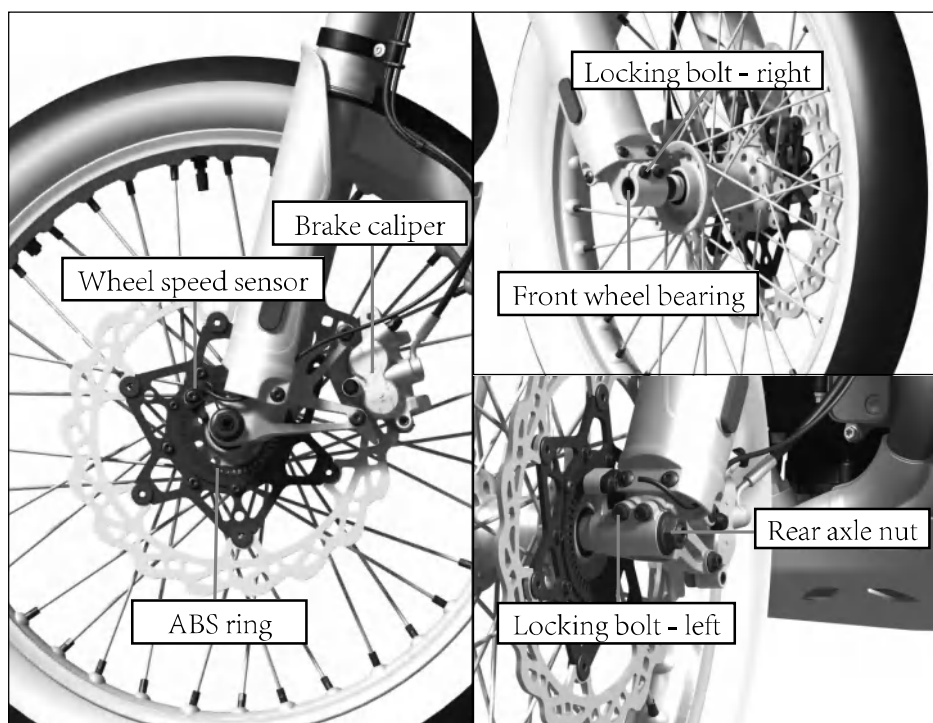 Brake caliper
Wheel speed sensor
ABS ring
Locking bolt - right
Front wheel bearing
Rear axle nut
Locking bolt - left